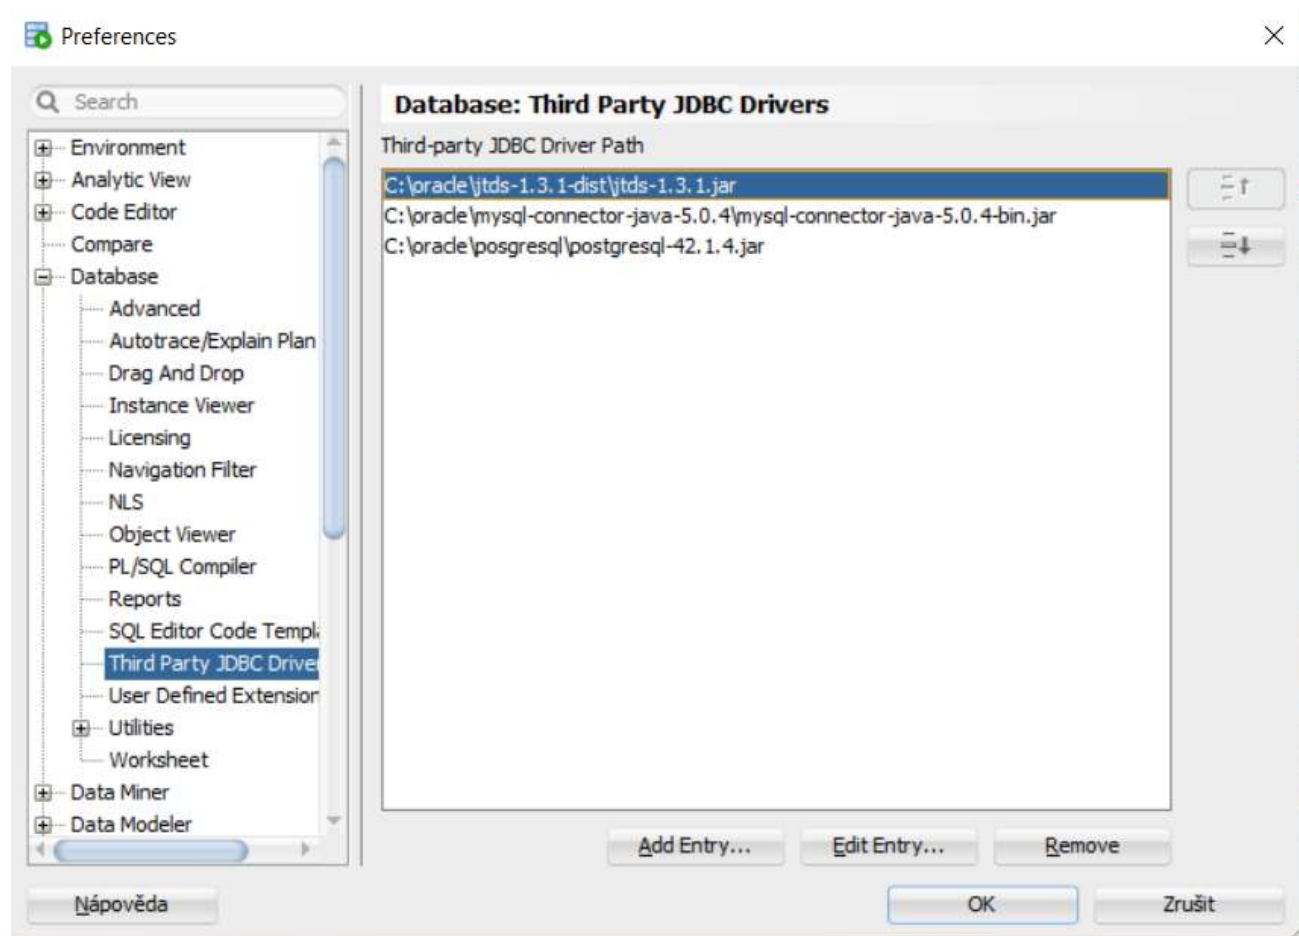 Preferences
Search
Environment
Analytic View
Code Editor
Compare
Database
Advanced
Autotrace/Explain Plan
Drag And Drop
Instance Viewer
Licensing
Navigation Filter
NLS
Object Viewer
PL/SQL Compiler
Reports
SQL Editor Code Templa
Third Party JDBC Driver
User Defined Extension
Utilities
Worksheet
Data Miner
Data Modeler
Database: Third Party JDBC Drivers
Third-party JDBC Driver Path
C:\oracle\jtds-1.3.1-dist\jtds-1.3.1.jar
C:\oracle\mysql-connector-java-5.0.4\mysql-connector-java-5.0.4-bin.jar
C:\oracle\posgresql\postgresql-42.1.4.jar
Add Entry... Edit Entry... Remove
Nápověda OK Zrušit